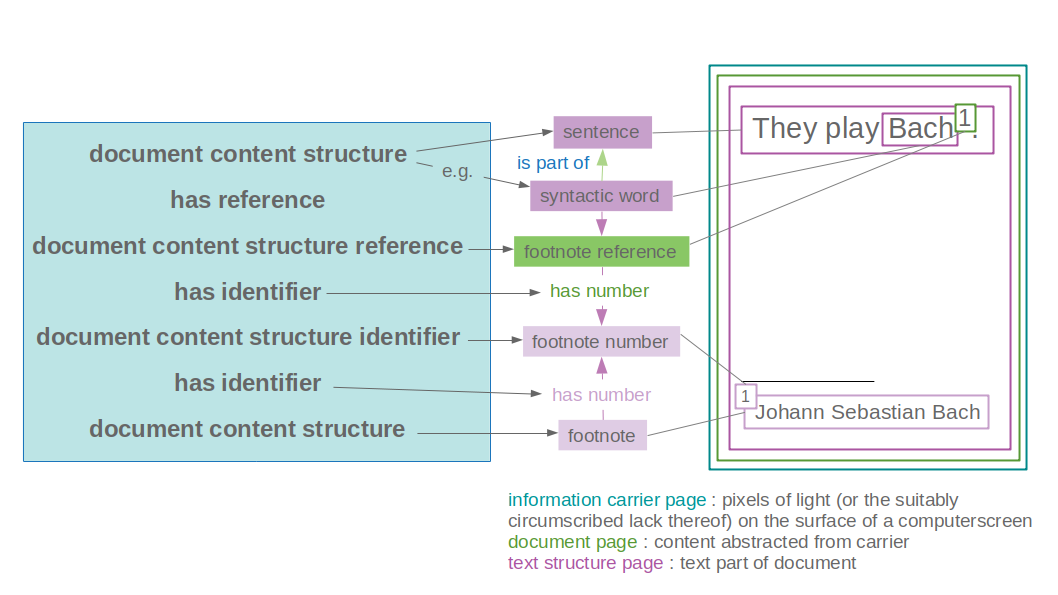 document content structure
e.g.
has reference
document content structure reference
has identifier
document content structure identifier
has identifier
document content structure
sentence
is part of
syntactic word
footnote reference
has number
footnote number
has number
footnote
They play Bach1.
1
Johann Sebastian Bach
information carrier page : pixels of light (or the suitably
circumscribed lack thereof) on the surface of a computerscreen
document page : content abstracted from carrier
text structure page : text part of document